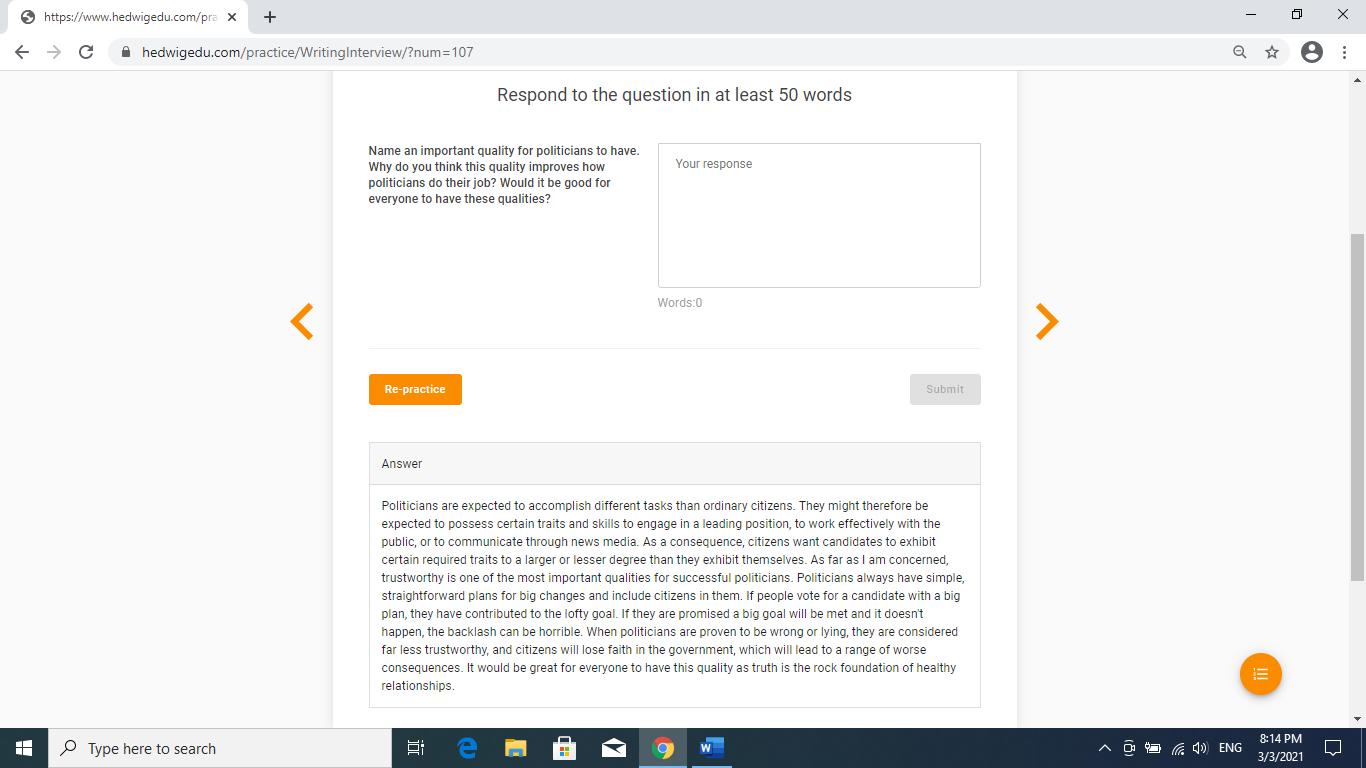 https://www.hedwigedu.com/pra
hedwigedu.com/practice/WritingInterview/?num=107
Respond to the question in at least 50 words
Name an important quality for politicians to have.
Why do you think this quality improves how
politicians do their job? Would it be good for
everyone to have these qualities?
Your response
Words:0
Re-practice
Submit
Answer
Politicians are expected to accomplish different tasks than ordinary citizens. They might therefore be
expected to possess certain traits and skills to engage in a leading position, to work effectively with the
public, or to communicate through news media. As a consequence, citizens want candidates to exhibit
certain required traits to a larger or lesser degree than they exhibit themselves. As far as I am concerned,
trustworthy is one of the most important qualities for successful politicians. Politicians always have simple,
straightforward plans for big changes and include citizens in them. If people vote for a candidate with a big
plan, they have contributed to the lofty goal. If they are promised a big goal will be met and it doesn't
happen, the backlash can be horrible. When politicians are proven to be wrong or lying, they are considered
far less trustworthy, and citizens will lose faith in the government, which will lead to a range of worse
consequences. It would be great for everyone to have this quality as truth is the rock foundation of healthy
relationships.
Type here to search
ENG
8:14 PM
3/3/2021